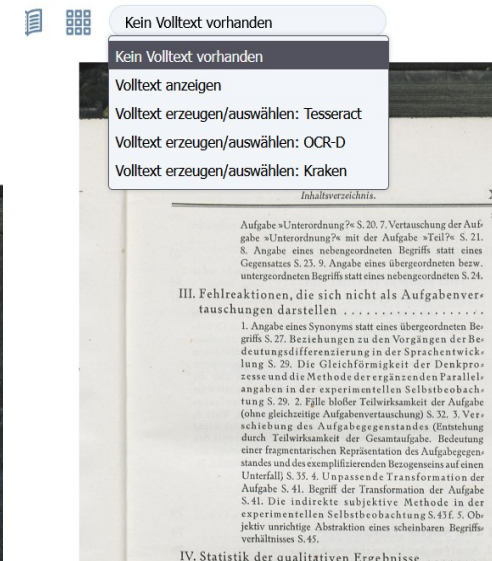 Kein Volltext vorhanden
Kein Volltext vorhanden
Volltext anzeigen
Volltext erzeugen/auswählen: Tesseract
Volltext erzeugen/auswählen: OCR-D
Volltext erzeugen/auswählen: Kraken
Inhaltsverzeichnis.
Aufgabe »Unterordnung?« S. 20. 7. Vertauschung der Auf-
gabe »Unterordnung?« mit der Aufgabe »Teil?« S. 21.
8. Angabe eines nebengeordneten Begriffs statt eines
Gegensatzes S. 23. 9. Angabe eines übergeordneten bezw.
untergeordneten Begriffs statt eines nebengeordneten S. 24.
III. Fehlreaktionen, die sich nicht als Aufgabenver-
tauschungen darstellen . . . . . . . . . . . . . . . . . .
1. Angabe eines Synonyms statt eines übergeordneten Be-
griffs S. 27. Beziehungen zu den Vorgängen der Be-
deutungsdifferenzierung in der Sprachentwick-
lung S. 29. Die Gleichförmigkeit der Denkpro-
zesse und die Methode der ergänzenden Parallel-
angaben in der experimentellen Selbstbeobach-
tung S. 29. 2. Fälle bloßer Teilwirksamkeit der Aufgabe
(ohne gleichzeitige Aufgabenvertauschung) S. 32. 3. Ver-
schiebung des Aufgabegegenstandes (Entstehung
durch Teilwirksamkeit der Gesamtaufgabe. Bedeutung
einer fragmentarischen Repräsentation des Aufgabegegen-
standes und des exemplifizierenden Bezogenseins auf einen
Unterfall) S. 35. 4. Unpassende Transformation der
Aufgabe S. 41. Begriff der Transformation der Aufgabe
S. 41. Die indirekte subjektive Methode in der
experimentellen Selbstbeobachtung S. 43 f. 5. Ob-
jektiv unrichtige Abstraktion eines scheinbaren Begriffs-
verhältnisses S. 45.
IV. Statistik der qualitativen Ergebnisse